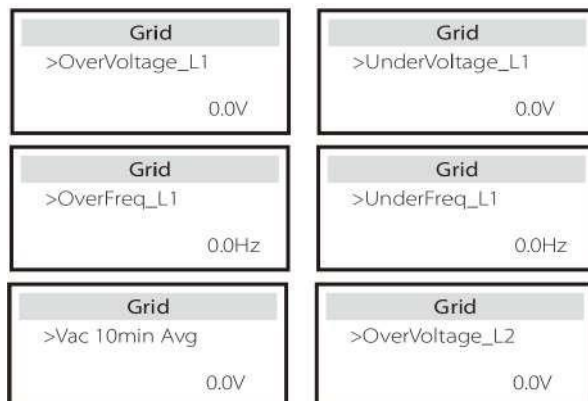 Grid
>OverVoltage_L1
0.0V
Grid
>UnderVoltage_L1
0.0V
Grid
>OverFreq_L1
0.0Hz
Grid
>UnderFreq_L1
0.0Hz
Grid
>Vac 10min Avg
0.0V
Grid
>OverVoltage_L2
0.0V